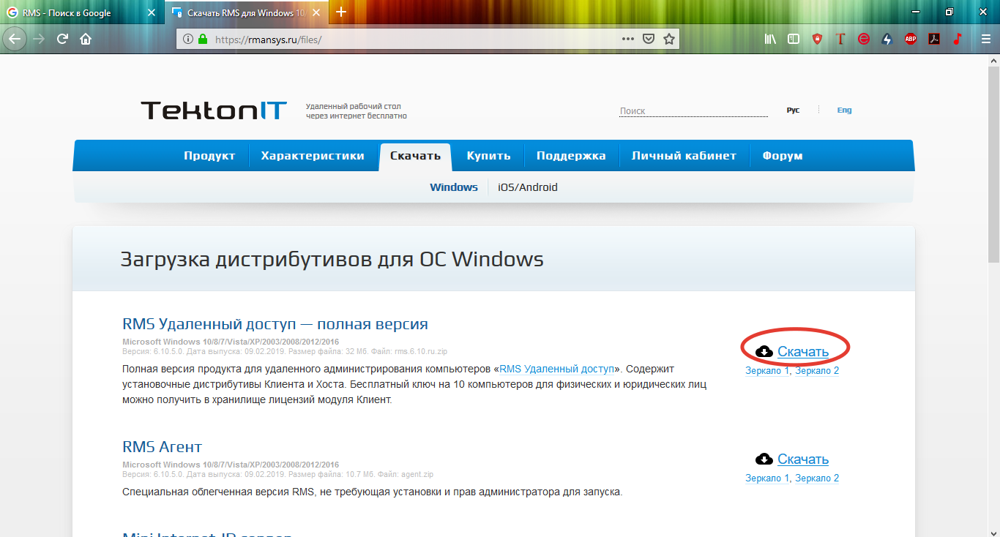 RMS - Поиск в Google
Скачать RMS для Windows 10
https://rmansys.ru/files/
ABP
TektonIT
Удаленный рабочий стол
через интернет бесплатно
Поиск
Рус
Eng
Продукт
Характеристики
Скачать
Купить
Поддержка
Личный кабинет
Форум
Windows
iOS/Android
Загрузка дистрибутивов для ОС Windows
RMS Удаленный доступ — полная версия
Microsoft Windows 10/8/7/Vista/XP/2003/2008/2012/2016
Версия: 6.10.5.0. Дата выпуска: 09.02.2019. Размер файла: 32 Мб. Файл: rms.6.10.ru.zip
Полная версия продукта для удаленного администрирования компьютеров «RMS Удаленный доступ». Содержит
установочные дистрибутивы Клиента и Хоста. Бесплатный ключ на 10 компьютеров для физических и юридических лиц
можно получить в хранилище лицензий модуля Клиент.
Скачать
Зеркало 1, Зеркало 2
RMS Агент
Microsoft Windows 10/8/7/Vista/XP/2003/2008/2012/2016
Версия: 6.10.5.0. Дата выпуска: 09.02.2019. Размер файла: 10.7 Мб. Файл: agent.zip
Специальная облегченная версия RMS, не требующая установки и прав администратора для запуска.
Скачать
Зеркало 1, Зеркало 2
Mini Internet-ID сервер